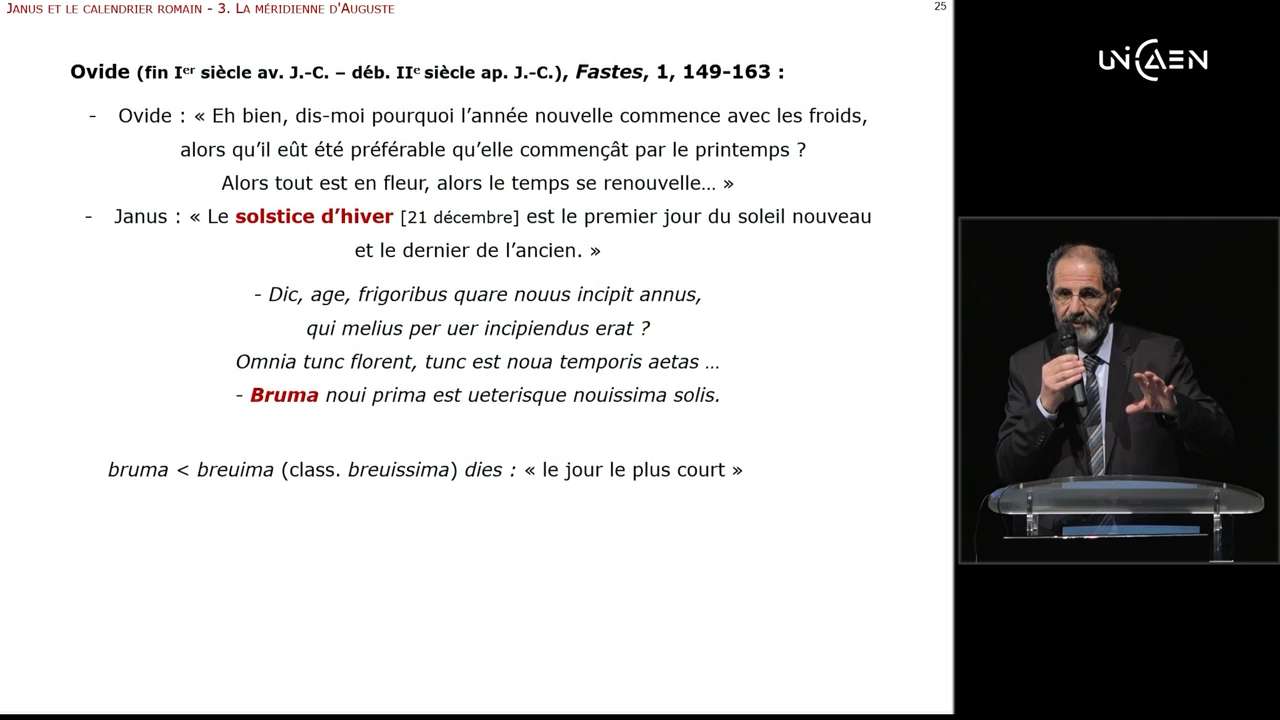 JANUS ET LE CALENDRIER ROMAIN - 3. LA MÉRIDIENNE D'AUGUSTE
25
Ovide (fin Ier siècle av. J.-C. – déb. IIe siècle ap. J.-C.), Fastes, 1, 149-163 :
- Ovide : « Eh bien, dis-moi pourquoi l’année nouvelle commence avec les froids,
alors qu’il eût été préférable qu’elle commençât par le printemps ?
Alors tout est en fleur, alors le temps se renouvelle… »
- Janus : « Le solstice d’hiver [21 décembre] est le premier jour du soleil nouveau
et le dernier de l’ancien. »
- Dic, age, frigoribus quare nouus incipit annus,
qui melius per uer incipiendus erat ?
Omnia tunc florent, tunc est noua temporis aetas …
- Bruma noui prima est ueterisque nouissima solis.
bruma < breuima (class. breuissima) dies : « le jour le plus court »
UNICAEN